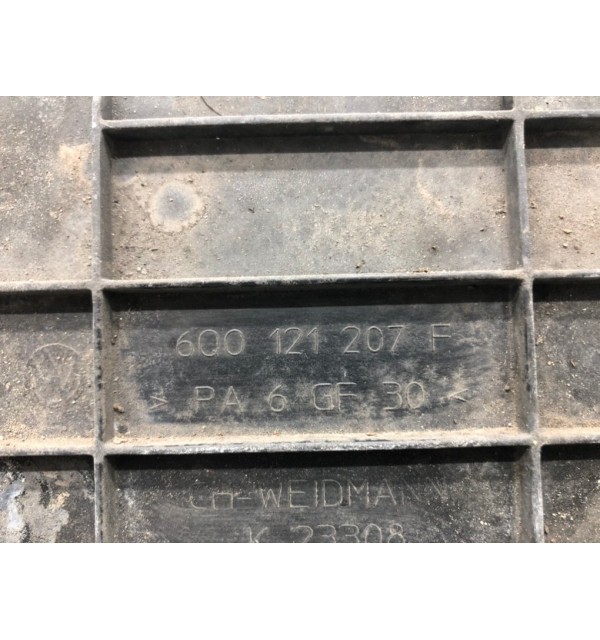 6Q0 121 207 F
> PA 6 GF 30 <
CH-WEIDMANN
K 23308